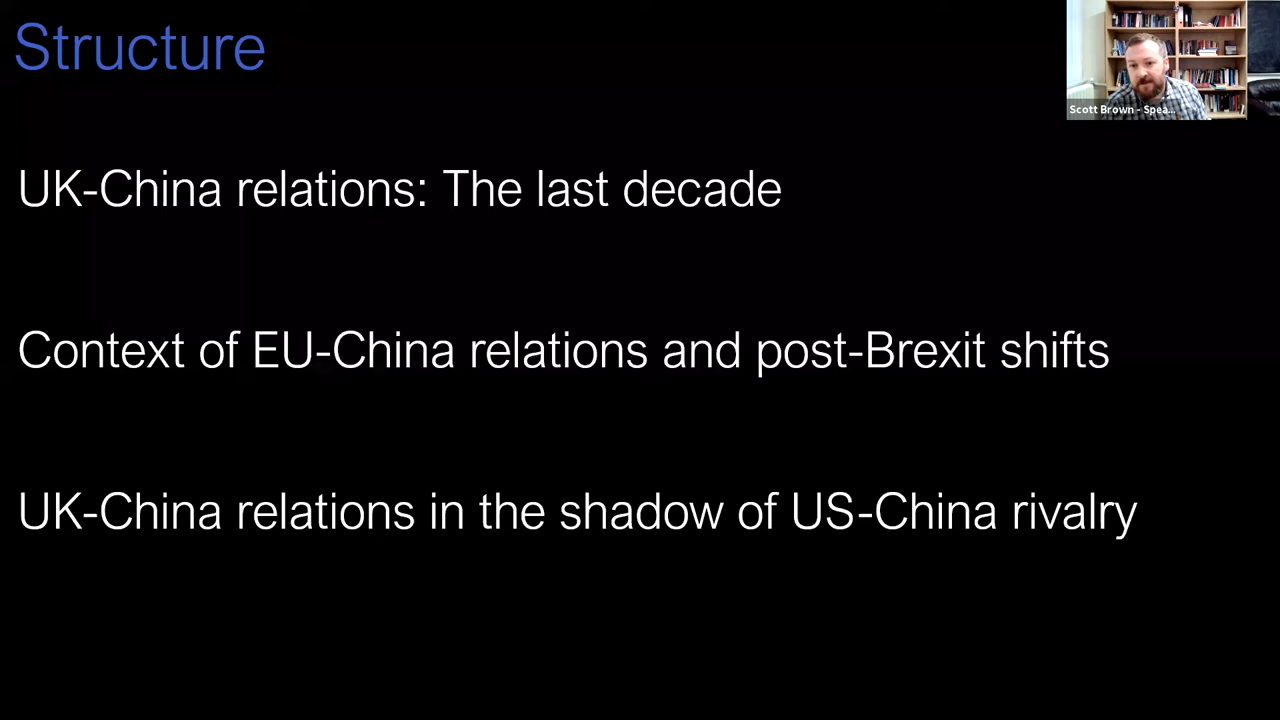 Structure
Scott Brown - Spea...
UK-China relations: The last decade
Context of EU-China relations and post-Brexit shifts
UK-China relations in the shadow of US-China rivalry